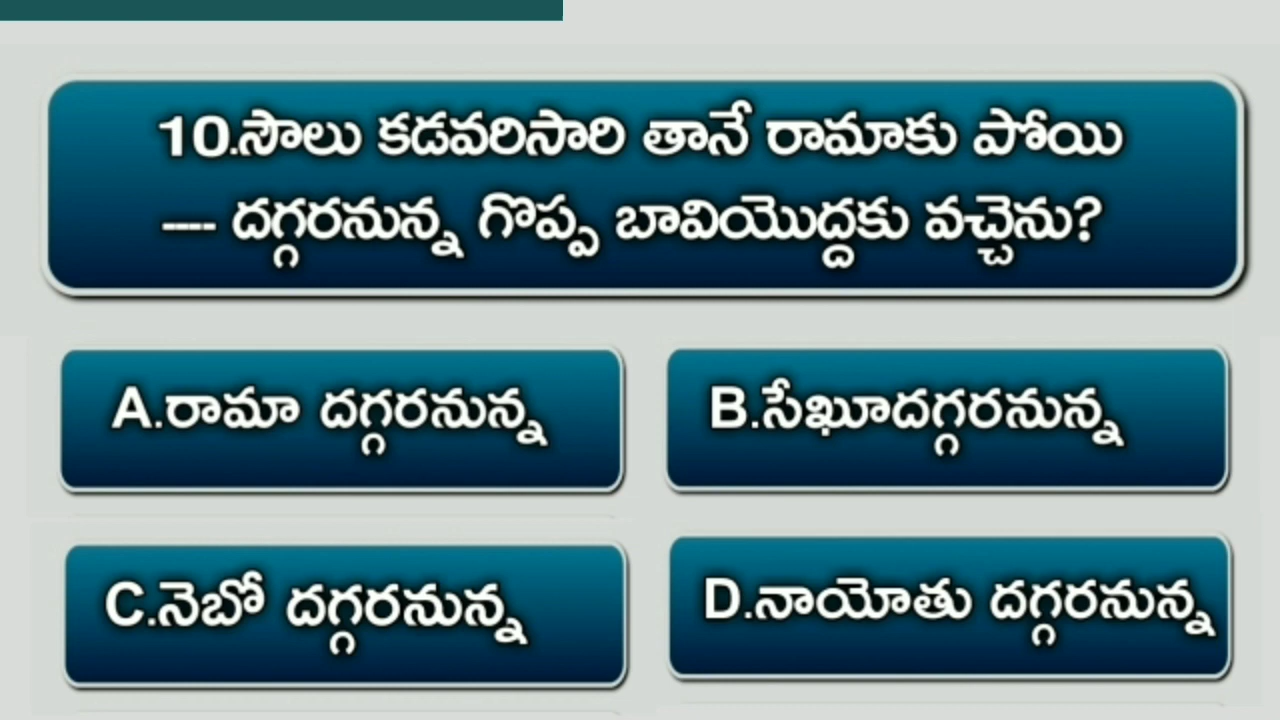 10.సౌలు కడవరిసారి తానే రామాకు పోయి
---- దగ్గరనున్న గొప్ప బావియొద్దకు వచ్చెను?
A.రామా దగ్గరనున్న
B.సేఖూదగ్గరనున్న
C.నెబో దగ్గరనున్న
D.నాయోతు దగ్గరనున్న